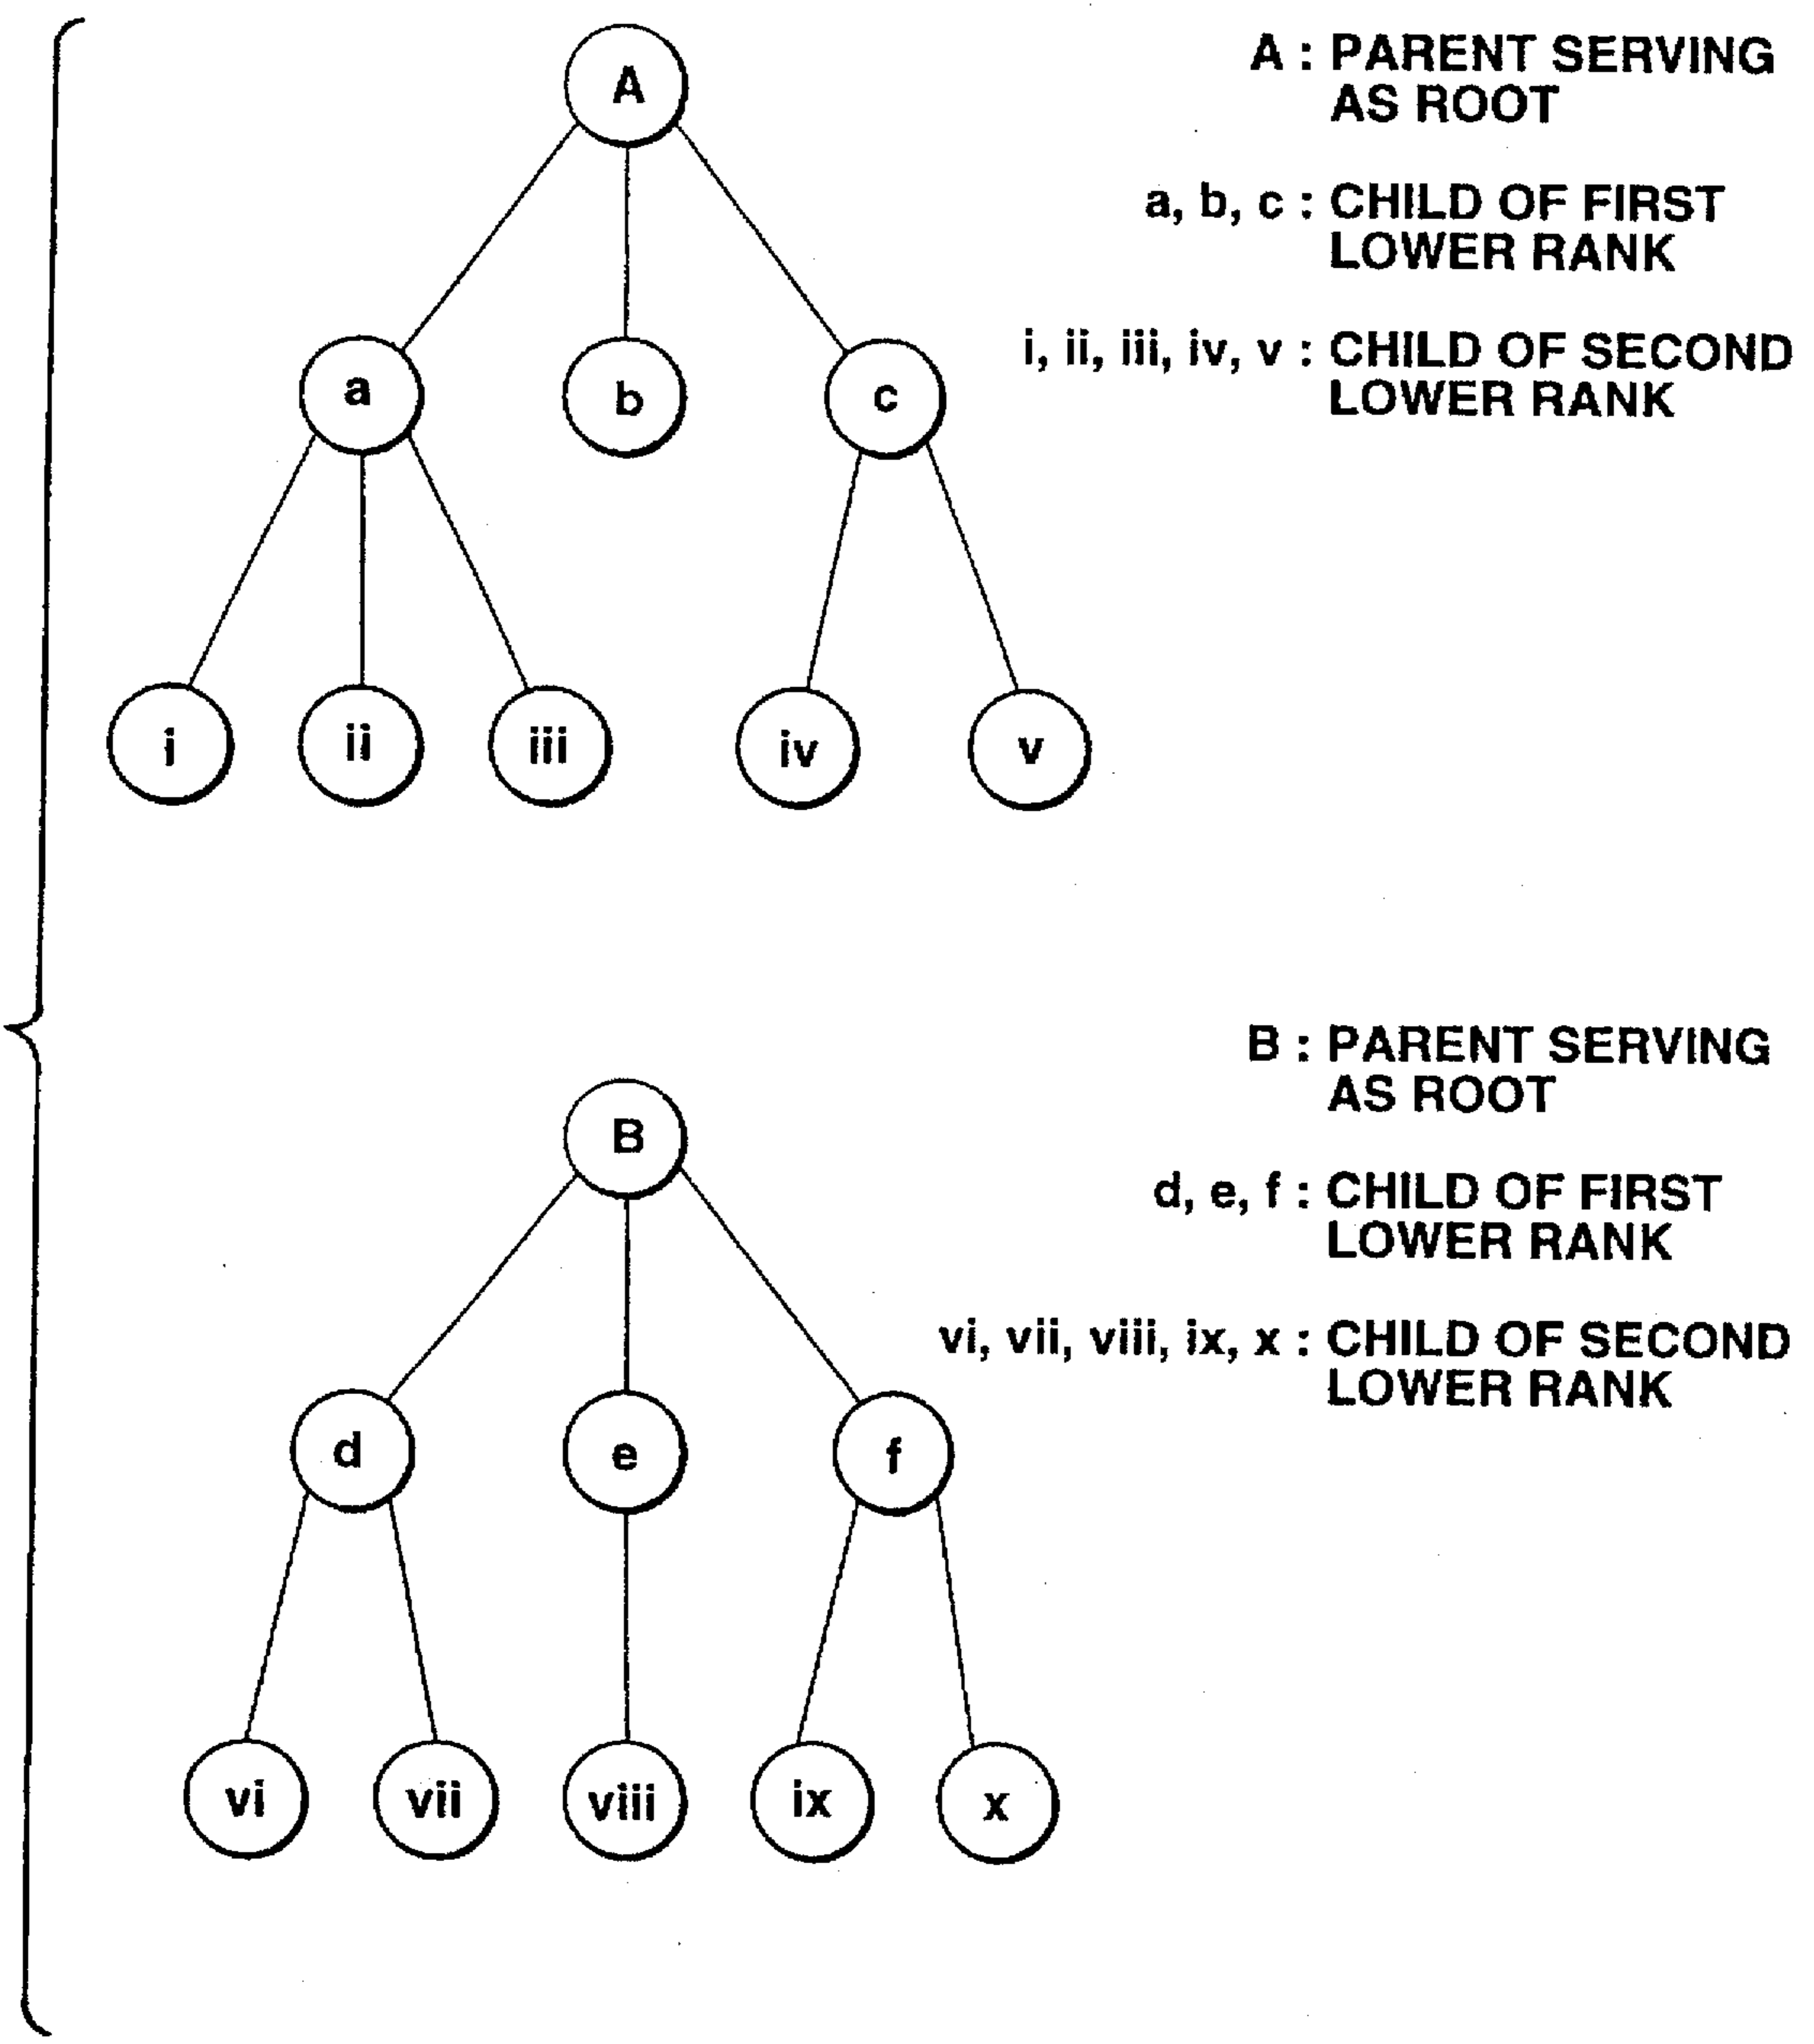 A
A : PARENT SERVING
AS ROOT
a, b, c : CHILD OF FIRST
LOWER RANK
i, ii, iii, iv, v : CHILD OF SECOND
LOWER RANK
a
b
c
i
ii
iii
iv
v
B : PARENT SERVING
AS ROOT
B
d, e, f : CHILD OF FIRST
LOWER RANK
vi, vii, viii, ix, x : CHILD OF SECOND
LOWER RANK
d
e
f
vi
vii
viii
ix
x